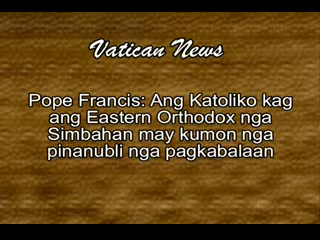 Vatican News
Pope Francis: Ang Katoliko kag
ang Eastern Orthodox nga
Simbahan may kumon nga
pinanubli nga pagkabalaan